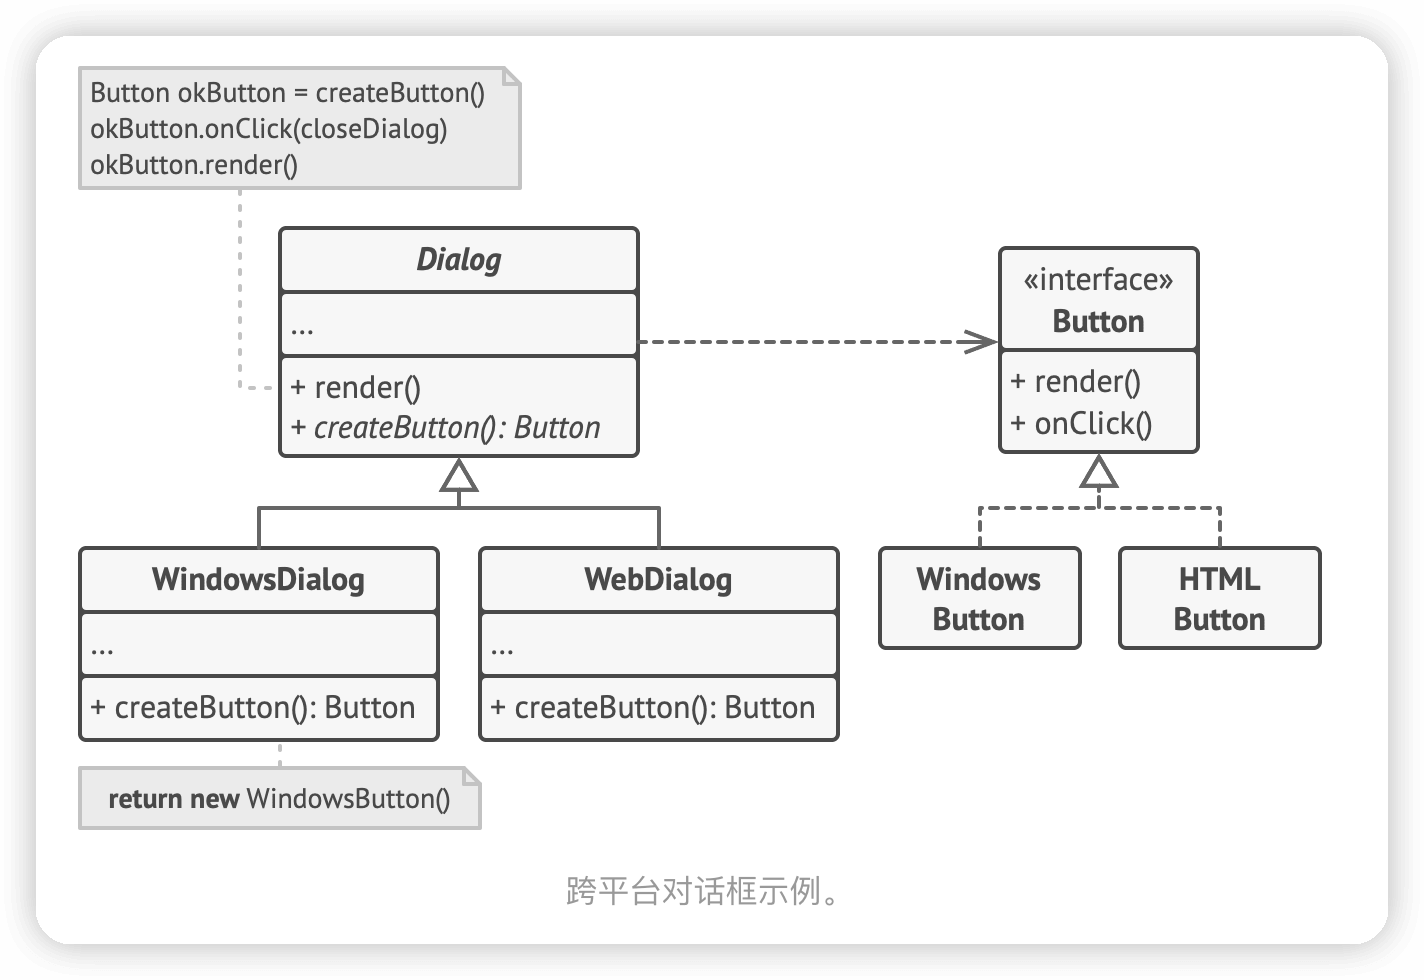 Button okButton = createButton()
okButton.onClick(closeDialog)
okButton.render()
Dialog
...
+ render()
+ createButton(): Button
«interface»
Button
+ render()
+ onClick()
WindowsDialog
...
+ createButton(): Button
WebDialog
...
+ createButton(): Button
Windows
Button
HTML
Button
return new WindowsButton()
跨平台对话框示例。